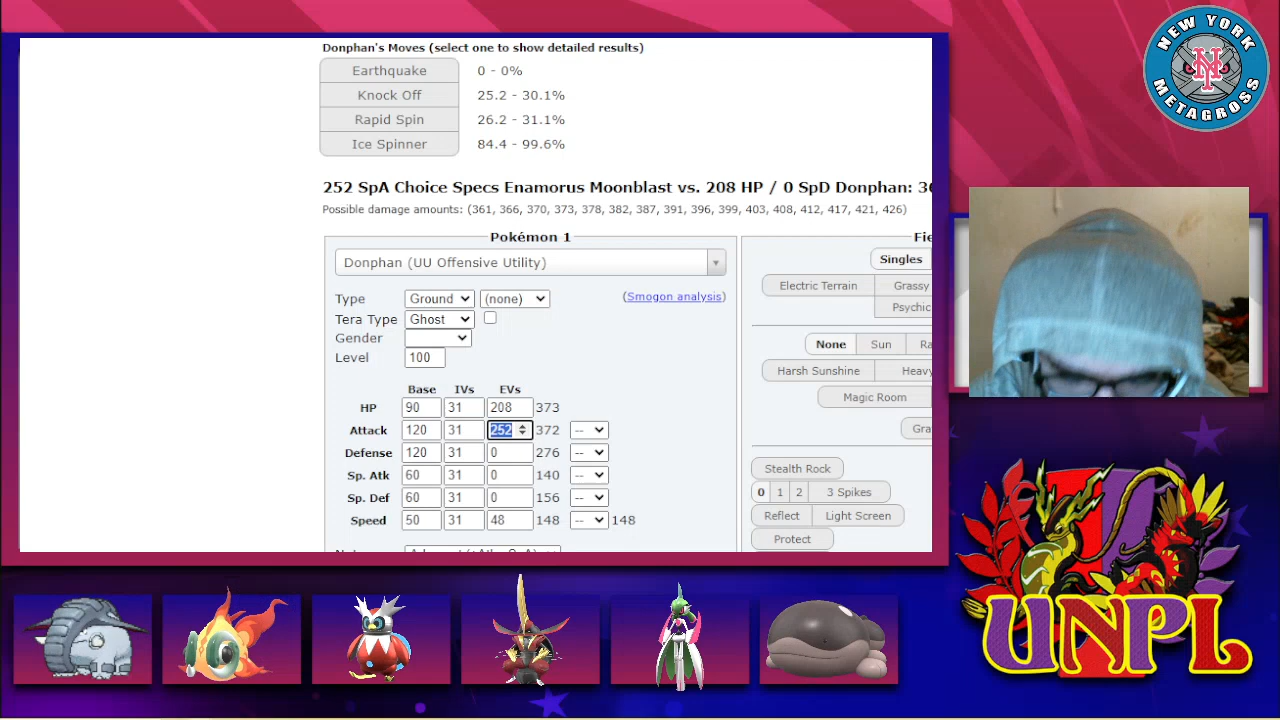 Donphan's Moves (select one to show detailed results)
Earthquake 0 - 0%
Knock Off 25.2 - 30.1%
Rapid Spin 26.2 - 31.1%
Ice Spinner 84.4 - 99.6%
252 SpA Choice Specs Enamorus Moonblast vs. 208 HP / 0 SpD Donphan:
Possible damage amounts: (361, 366, 370, 373, 378, 382, 387, 391, 396, 399, 403, 408, 412, 417, 421, 426)
Pokémon 1
Donphan (UU Offensive Utility)
Type Ground (none) (Smogon analysis)
Tera Type Ghost
Gender
Level 100
Base IVs EVs
HP 90 31 208 373
Attack 120 31 252 372 --
Defense 120 31 0 276 --
Sp. Atk 60 31 0 140 --
Sp. Def 60 31 0 156 --
Speed 50 31 48 148 -- 148
Fie
Singles
Electric Terrain Grassy
Psychic
None Sun Ra
Harsh Sunshine Heavy
Magic Room
Gra
Stealth Rock
0 1 2 3 Spikes
Reflect Light Screen
Protect
NEW YORK
NY
METAGROSS
UNPL